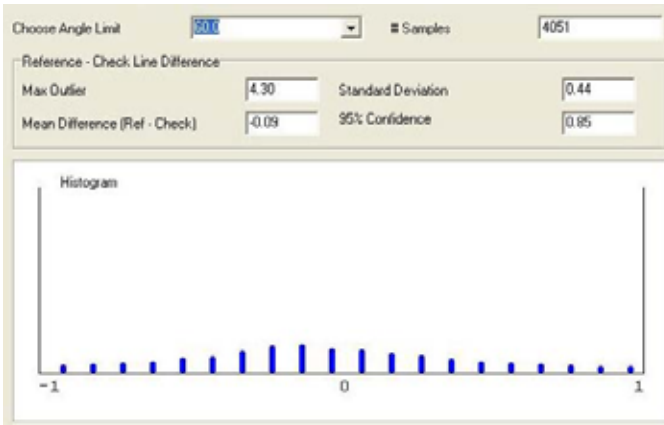 Choose Angle Limit 60.0 # Samples 4051
Reference - Check Line Difference
Max Outlier 4.30 Standard Deviation 0.44
Mean Difference (Ref - Check) -0.09 95% Confidence 0.85
Histogram
-1 0 1